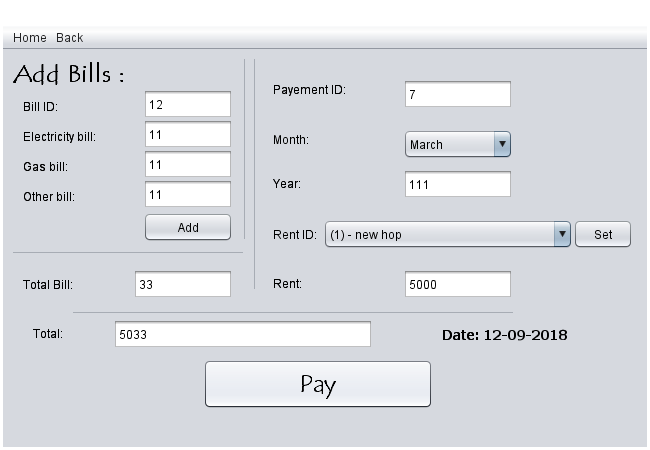 Home Back
Add Bills :
Bill ID: 12
Electricity bill: 11
Gas bill: 11
Other bill: 11
Add
Payement ID: 7
Month: March
Year: 111
Rent ID: (1) - new hop Set
Total Bill: 33
Rent: 5000
Total: 5033
Date: 12-09-2018
Pay